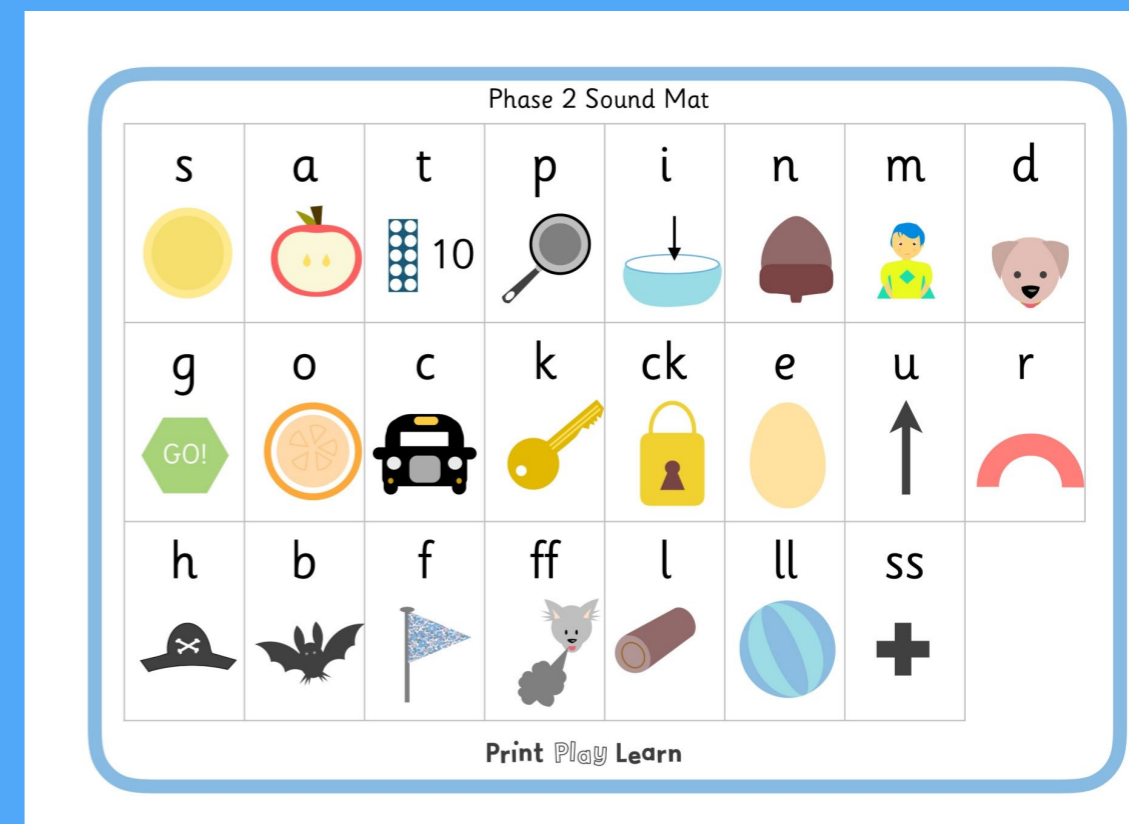 Phase 2 Sound Mat
s a t p i n m d
10
g o c k ck e u r
GO!
h b f ff l ll ss
Print Play Learn